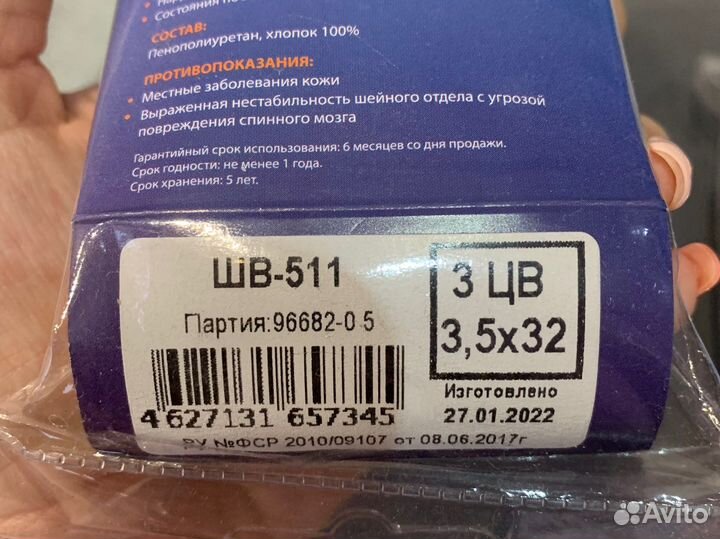 Состояния
СОСТАВ:
Пенополиуретан, хлопок 100%
ПРОТИВОПОКАЗАНИЯ:
• Местные заболевания кожи
• Выраженная нестабильность шейного отдела с угрозой
повреждения спинного мозга
Гарантийный срок использования: 6 месяцев со дня продажи.
Срок годности: не менее 1 года.
Срок хранения: 5 лет.
ШВ-511
Партия:96682-0 5
3 ЦВ
3,5x32
Изготовлено
27.01.2022
4 627131 657345
РУ №ФСР 2010/09107 от 08.06.2017г
Avito